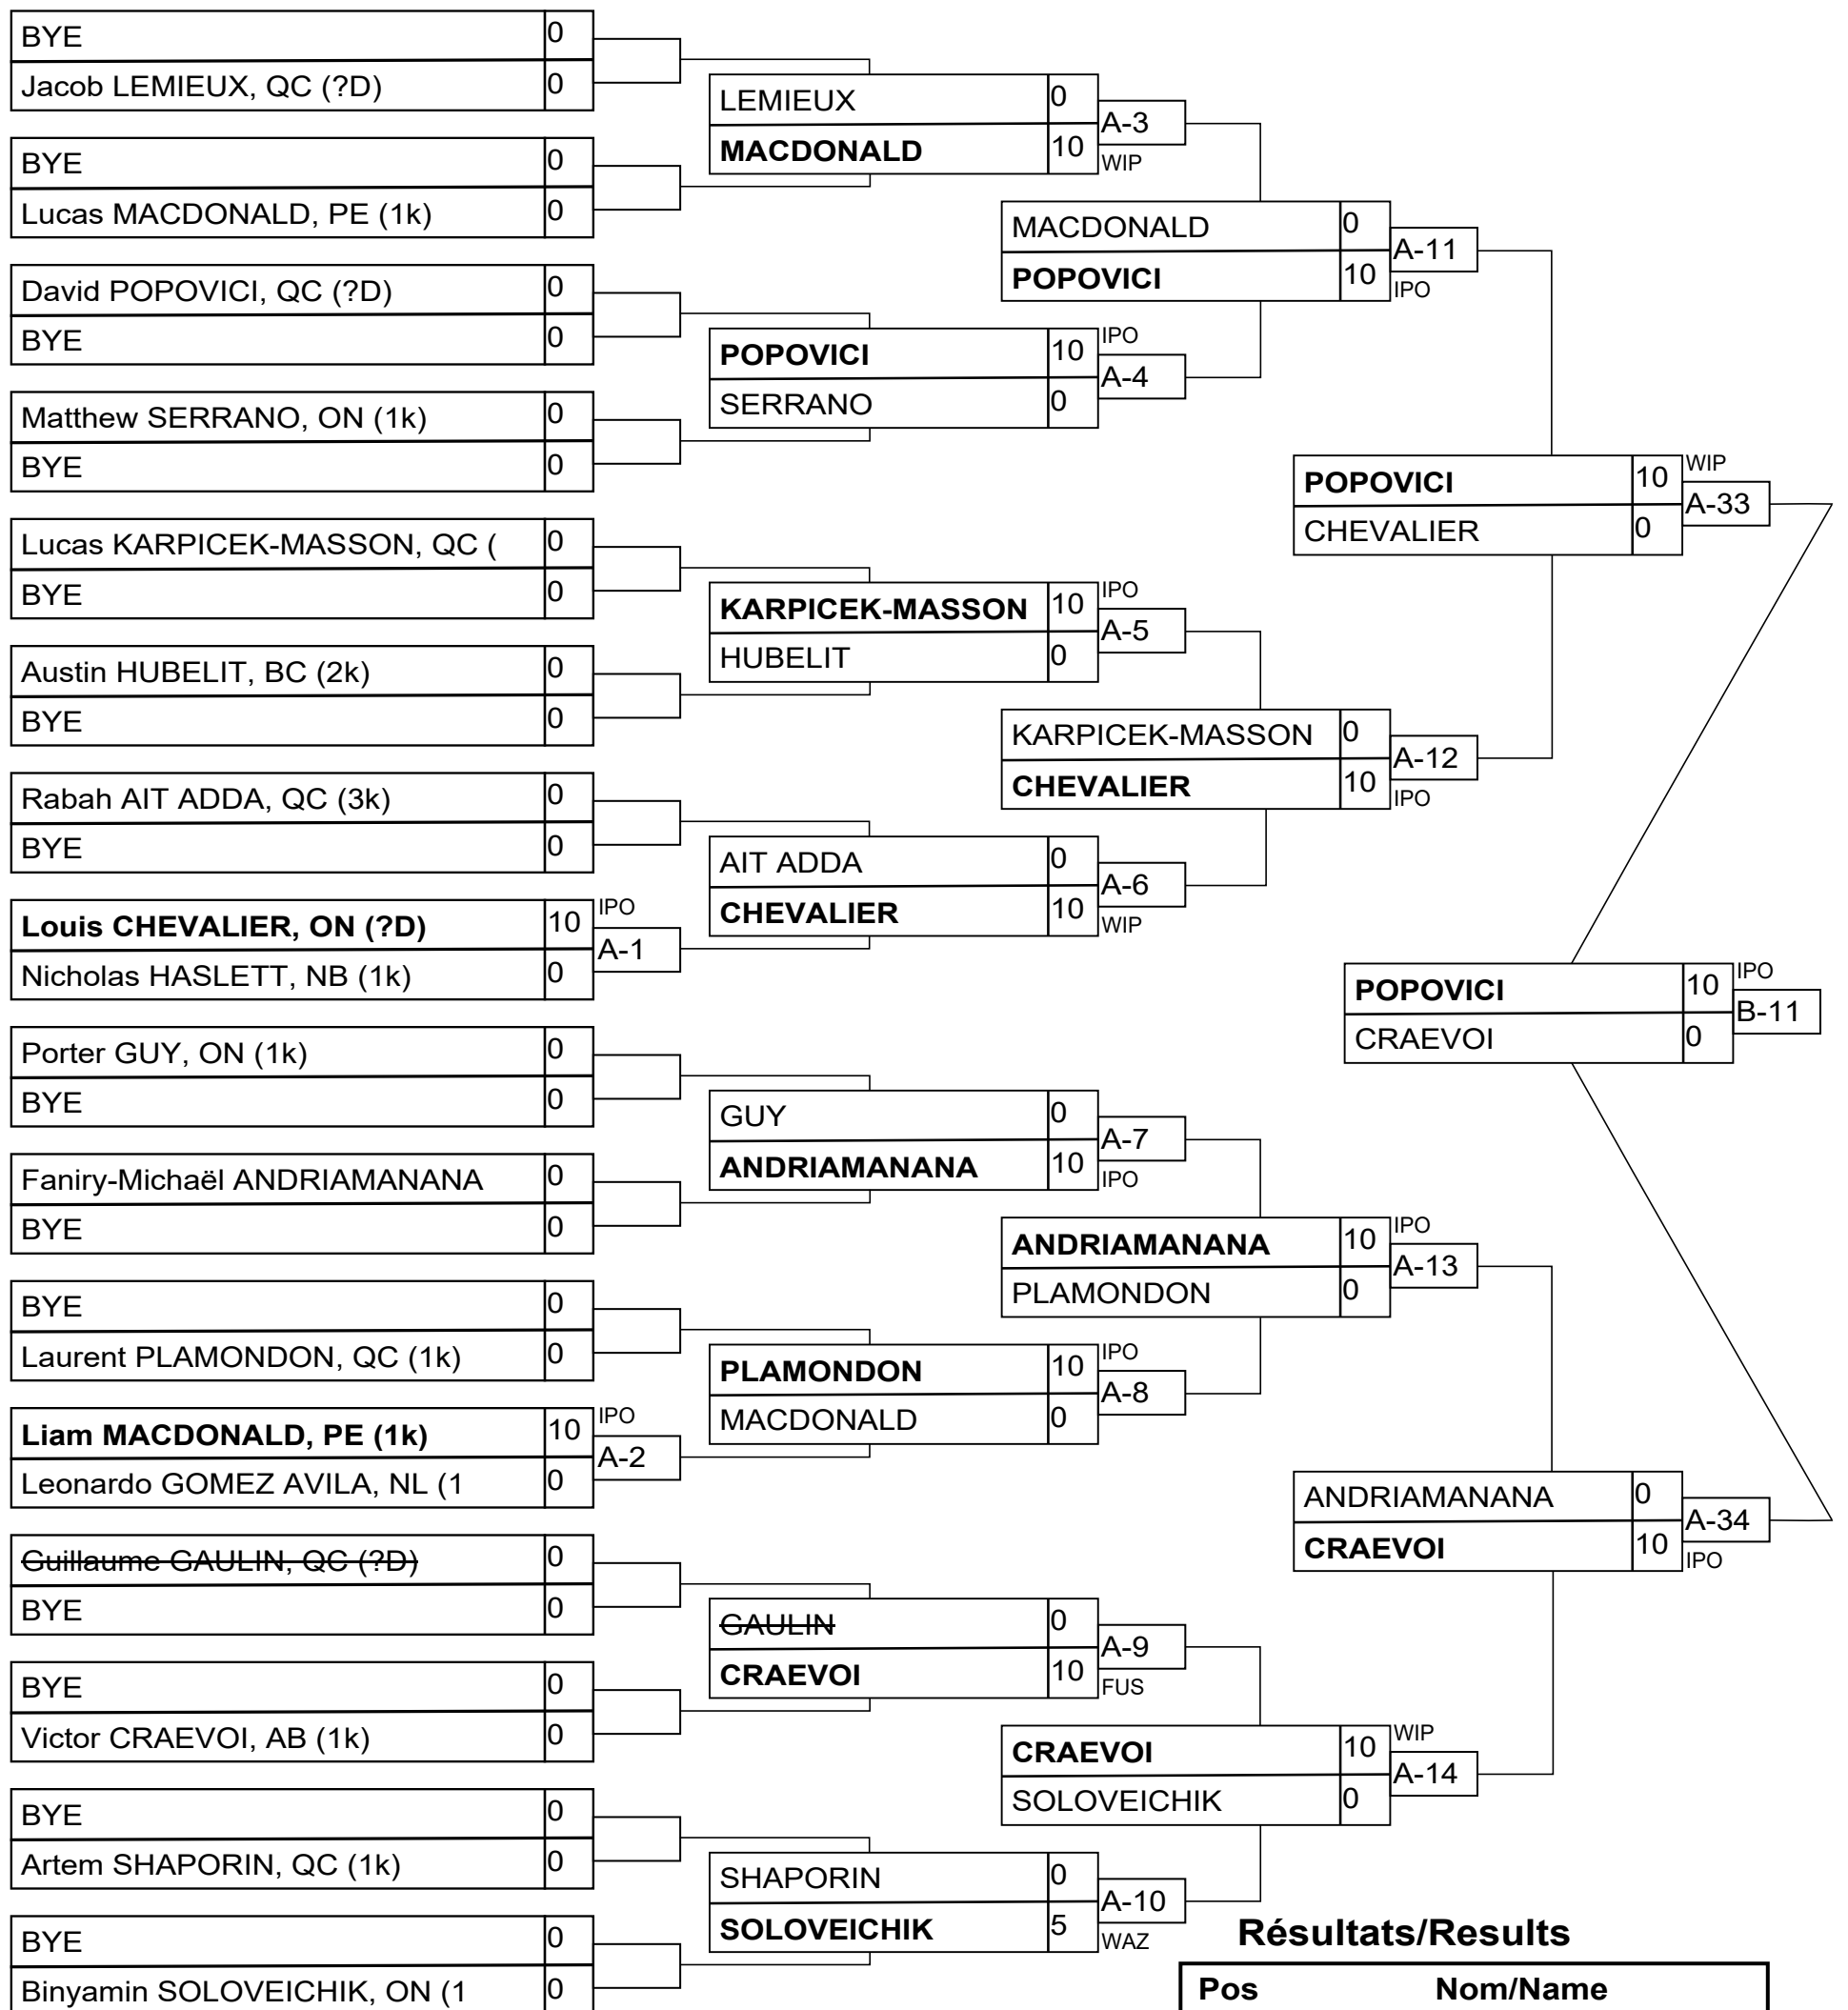 BYE 0
Jacob LEMIEUX, QC (?D) 0
BYE 0
Lucas MACDONALD, PE (1k) 0
David POPOVICI, QC (?D) 0
BYE 0
Matthew SERRANO, ON (1k) 0
BYE 0
Lucas KARPICEK-MASSON, QC ( 0
BYE 0
Austin HUBELIT, BC (2k) 0
BYE 0
Rabah AIT ADDA, QC (3k) 0
BYE 0
Louis CHEVALIER, ON (?D) 10 IPO
A-1
Nicholas HASLETT, NB (1k) 0
Porter GUY, ON (1k) 0
BYE 0
Faniry-Michaël ANDRIAMANANA 0
BYE 0
BYE 0
Laurent PLAMONDON, QC (1k) 0
Liam MACDONALD, PE (1k) 10 IPO
A-2
Leonardo GOMEZ AVILA, NL (1 0
Guillaume GAULIN, QC (?D) 0
BYE 0
BYE 0
Victor CRAEVOI, AB (1k) 0
BYE 0
Artem SHAPORIN, QC (1k) 0
BYE 0
Binyamin SOLOVEICHIK, ON (1 0
LEMIEUX 0
A-3
MACDONALD 10 WIP
POPOVICI 10 IPO
A-4
SERRANO 0
KARPICEK-MASSON 10 IPO
A-5
HUBELIT 0
AIT ADDA 0
A-6
CHEVALIER 10 WIP
GUY 0
A-7
ANDRIAMANANA 10 IPO
PLAMONDON 10 IPO
A-8
MACDONALD 0
GAULIN 0
A-9
CRAEVOI 10 FUS
SHAPORIN 0
A-10
SOLOVEICHIK 5 WAZ
MACDONALD 0
A-11
POPOVICI 10 IPO
KARPICEK-MASSON 0
A-12
CHEVALIER 10 IPO
ANDRIAMANANA 10 IPO
A-13
PLAMONDON 0
CRAEVOI 10 WIP
A-14
SOLOVEICHIK 0
POPOVICI 10 WIP
A-33
CHEVALIER 0
ANDRIAMANANA 0
A-34
CRAEVOI 10 IPO
POPOVICI 10 IPO
B-11
CRAEVOI 0
Résultats/Results
Pos Nom/Name